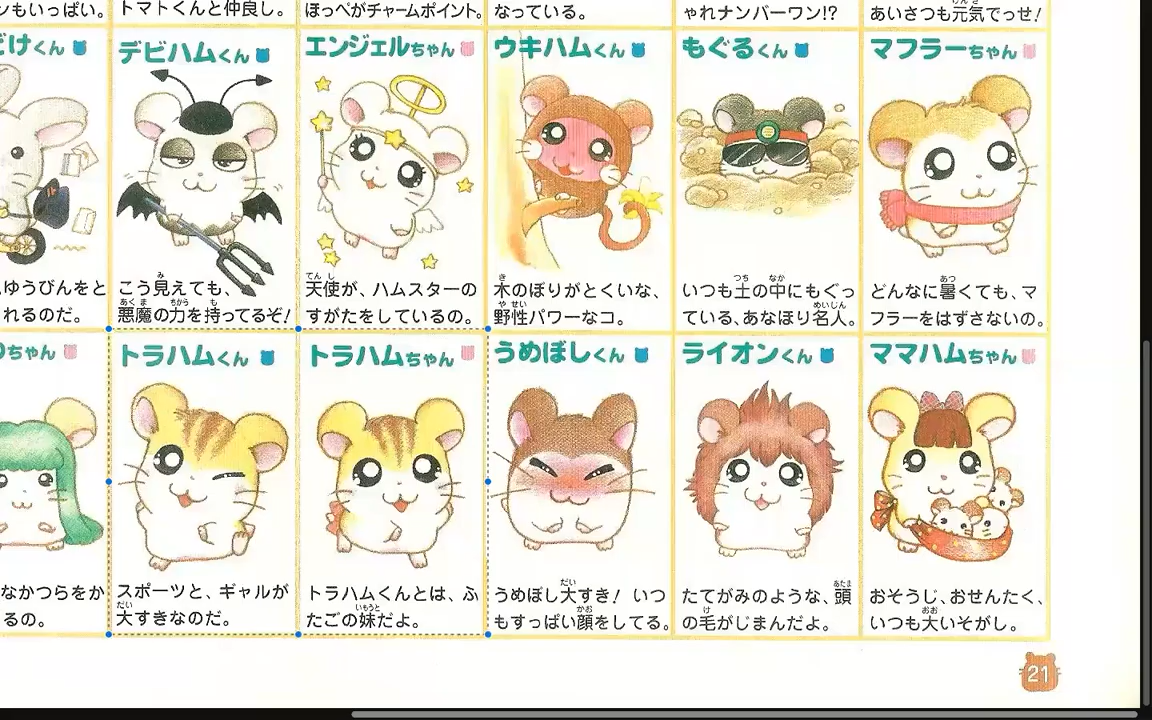 ンもいっぱい。
トマトくんと仲良し。
ほっぺがチャームポイント。
なっている。
ゃれナンバーワン!?
あいさつも元気でっせ!
どけくん
デビハムくん
エンジェルちゃん
ウキハムくん
もぐるくん
マフラーちゃん
ゆうびんをと
れるのだ。
こう見えても、
悪魔の力を持ってるぞ!
天使が、ハムスターの
すがたをしているの。
木のぼりがとくいな、
野性パワーなコ。
いつも土の中にもぐっ
ている、あなほり名人。
どんなに暑くても、マ
フラーをはずさないの。
ちゃん
トラハムくん
トラハムちゃん
うめぼしくん
ライオンくん
ママハムちゃん
なかつらをか
るの。
スポーツと、ギャルが
大すきなのだ。
トラハムくんとは、ふ
たごの妹だよ。
うめぼし大すき! いつ
もすっぱい顔をしてる。
たてがみのような、頭
の毛がじまんだよ。
おそうじ、おせんたく、
いつも大いそがし。
21